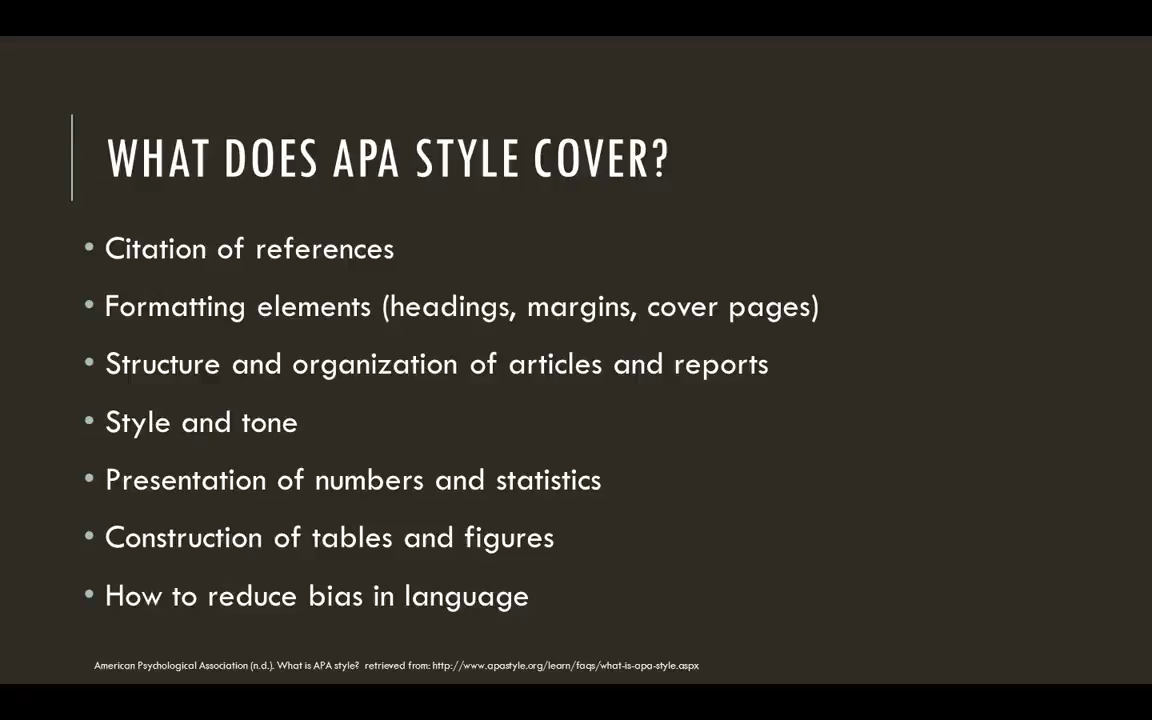 WHAT DOES APA STYLE COVER?
• Citation of references
• Formatting elements (headings, margins, cover pages)
• Structure and organization of articles and reports
• Style and tone
• Presentation of numbers and statistics
• Construction of tables and figures
• How to reduce bias in language
American Psychological Association (n.d.). What is APA style? retrieved from: http://www.apastyle.org/learn/faqs/what-is-apa-style.aspx